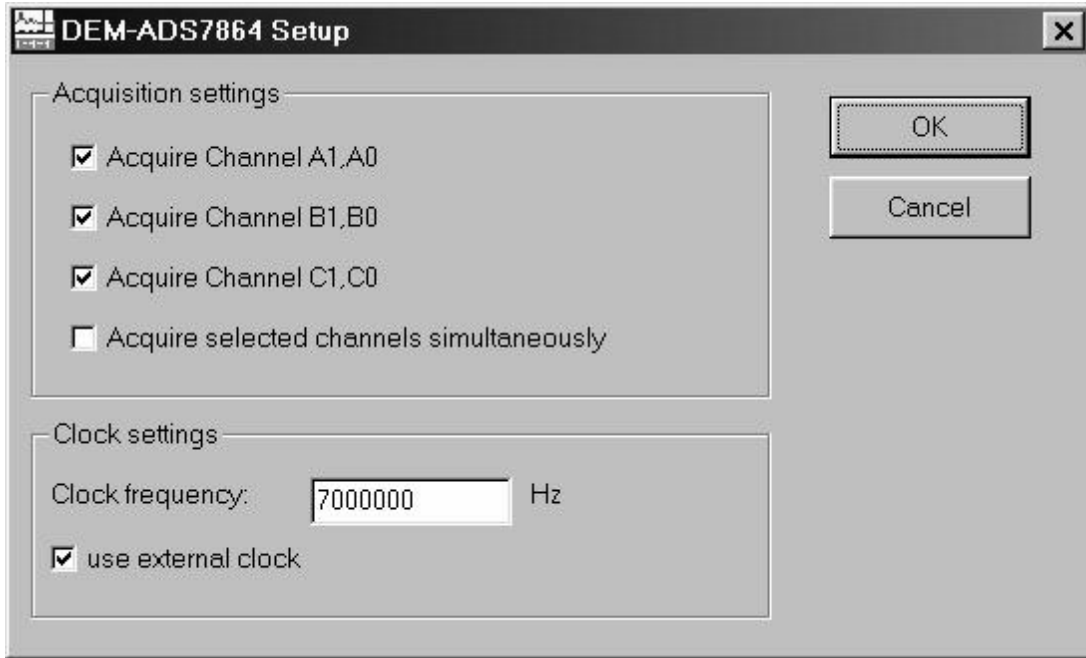 DEM-ADS7864 Setup
Acquisition settings
Acquire Channel A1,A0
Acquire Channel B1,B0
Acquire Channel C1,C0
Acquire selected channels simultaneously
OK
Cancel
Clock settings
Clock frequency: 7000000 Hz
use external clock